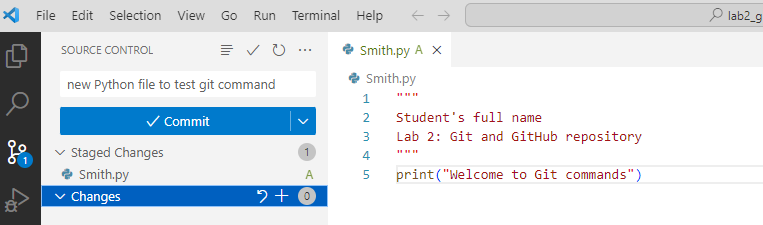 File Edit Selection View Go Run Terminal Help lab2_g
SOURCE CONTROL
new Python file to test git command
Commit
Staged Changes 1
Smith.py A
Changes 0
1
Smith.py A
Smith.py
1 """
2 Student's full name
3 Lab 2: Git and GitHub repository
4 """
5 print("Welcome to Git commands")